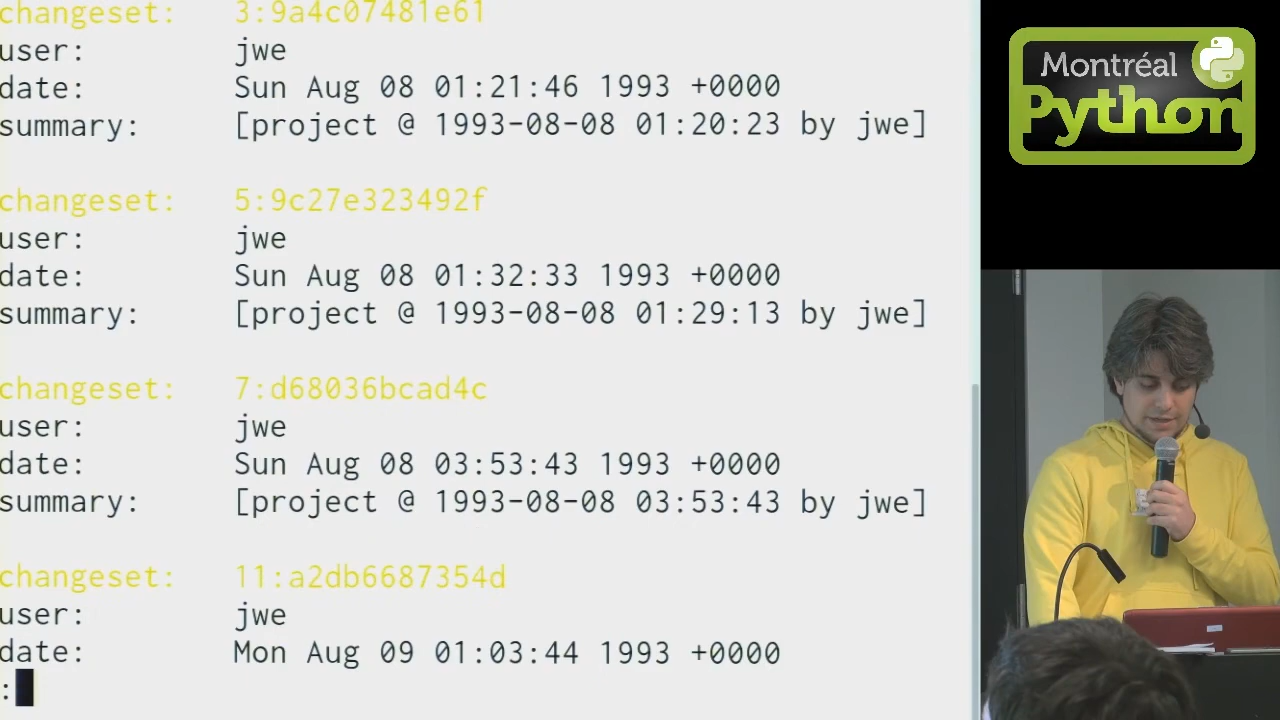 changeset: 3:9a4c07481e61
user: jwe
date: Sun Aug 08 01:21:46 1993 +0000
summary: [project @ 1993-08-08 01:20:23 by jwe]
changeset: 5:9c27e323492f
user: jwe
date: Sun Aug 08 01:32:33 1993 +0000
summary: [project @ 1993-08-08 01:29:13 by jwe]
changeset: 7:d68036bcad4c
user: jwe
date: Sun Aug 08 03:53:43 1993 +0000
summary: [project @ 1993-08-08 03:53:43 by jwe]
changeset: 11:a2db6687354d
user: jwe
date: Mon Aug 09 01:03:44 1993 +0000
:
Montréal
Python